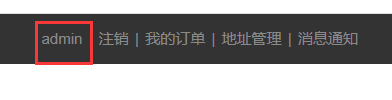 admin 注销 | 我的订单 | 地址管理 | 消息通知